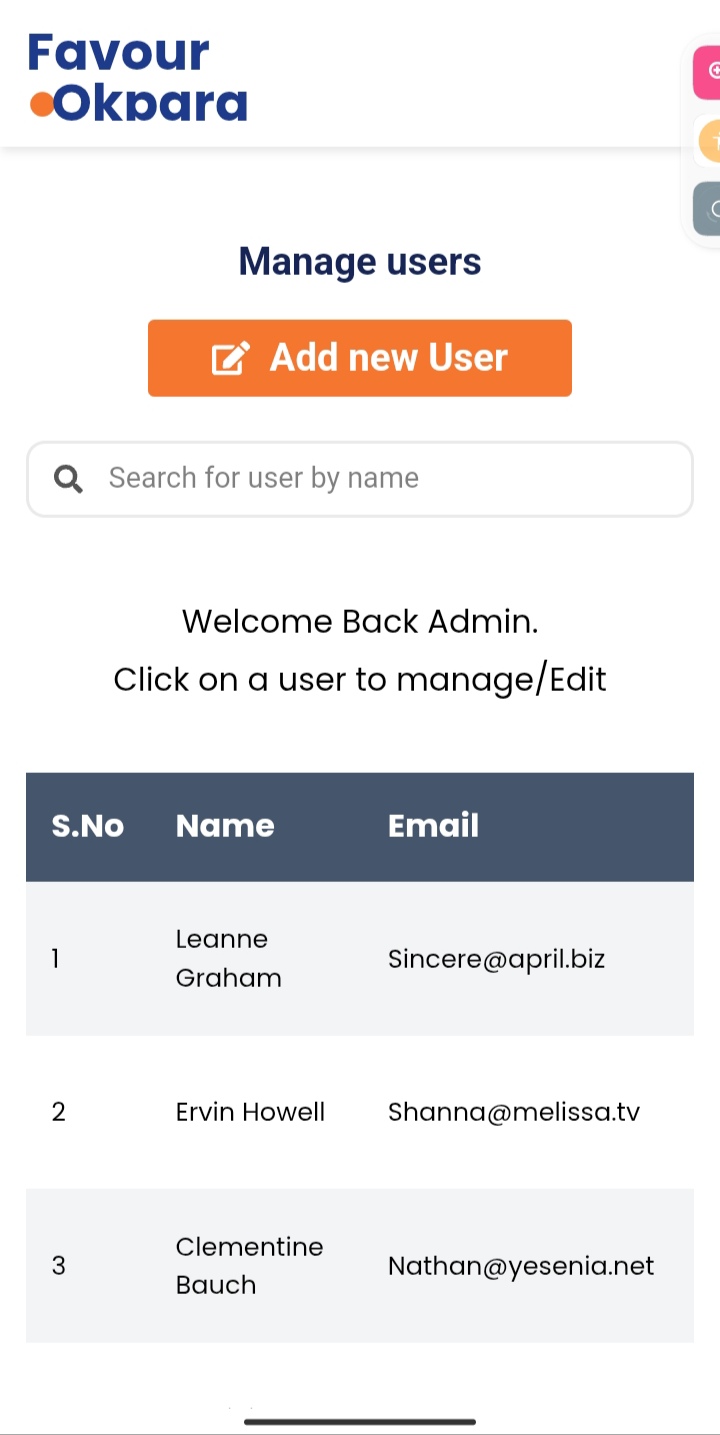 Favour
Okpara
Manage users
Add new User
Search for user by name
Welcome Back Admin.
Click on a user to manage/Edit
S.No Name Email
1 Leanne Graham Sincere@april.biz
2 Ervin Howell Shanna@melissa.tv
3 Clementine Bauch Nathan@yesenia.net